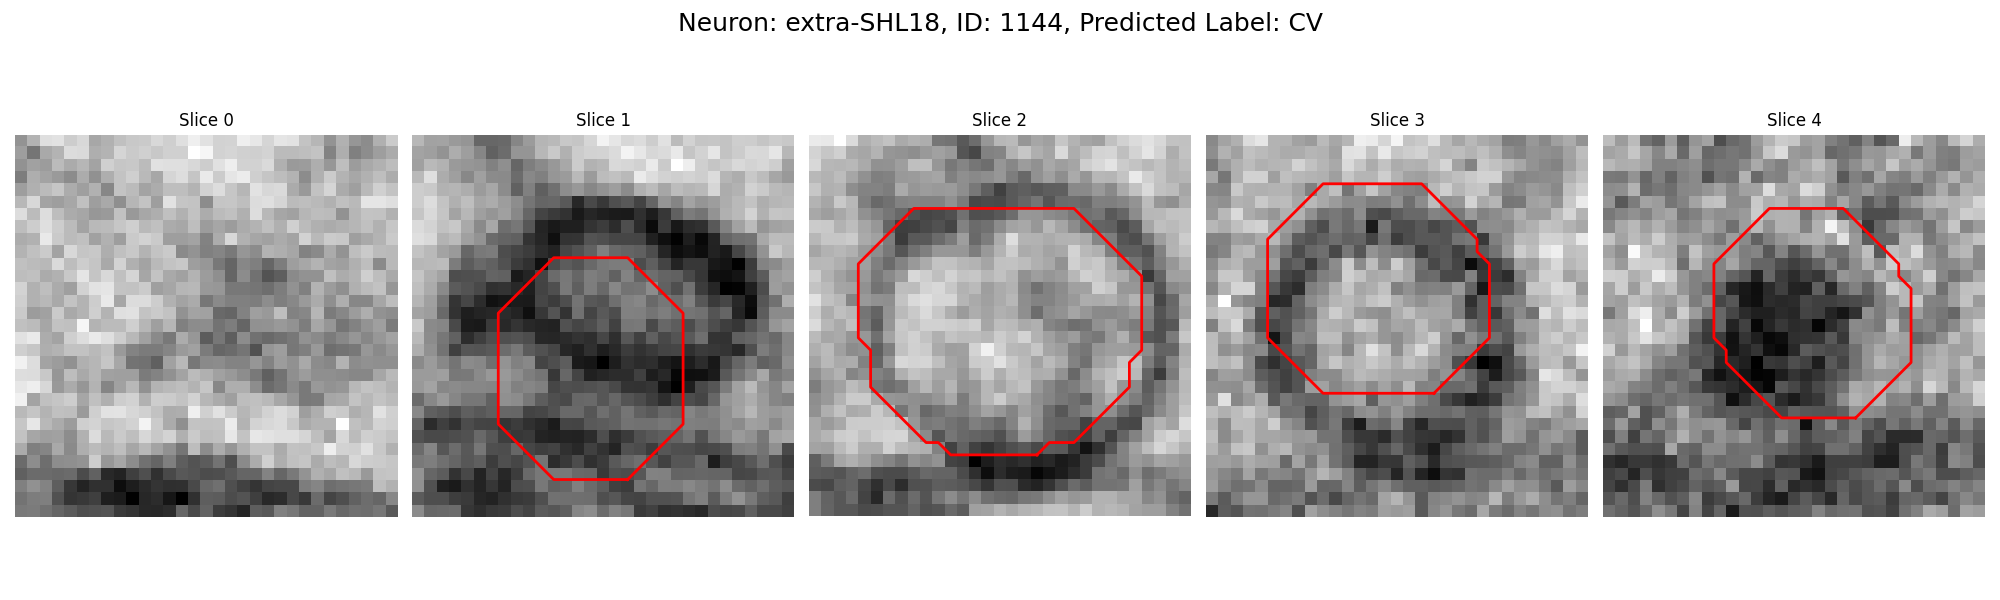 Neuron: extra-SHL18, ID: 1144, Predicted Label: CV
Slice 0
Slice 1
Slice 2
Slice 3
Slice 4